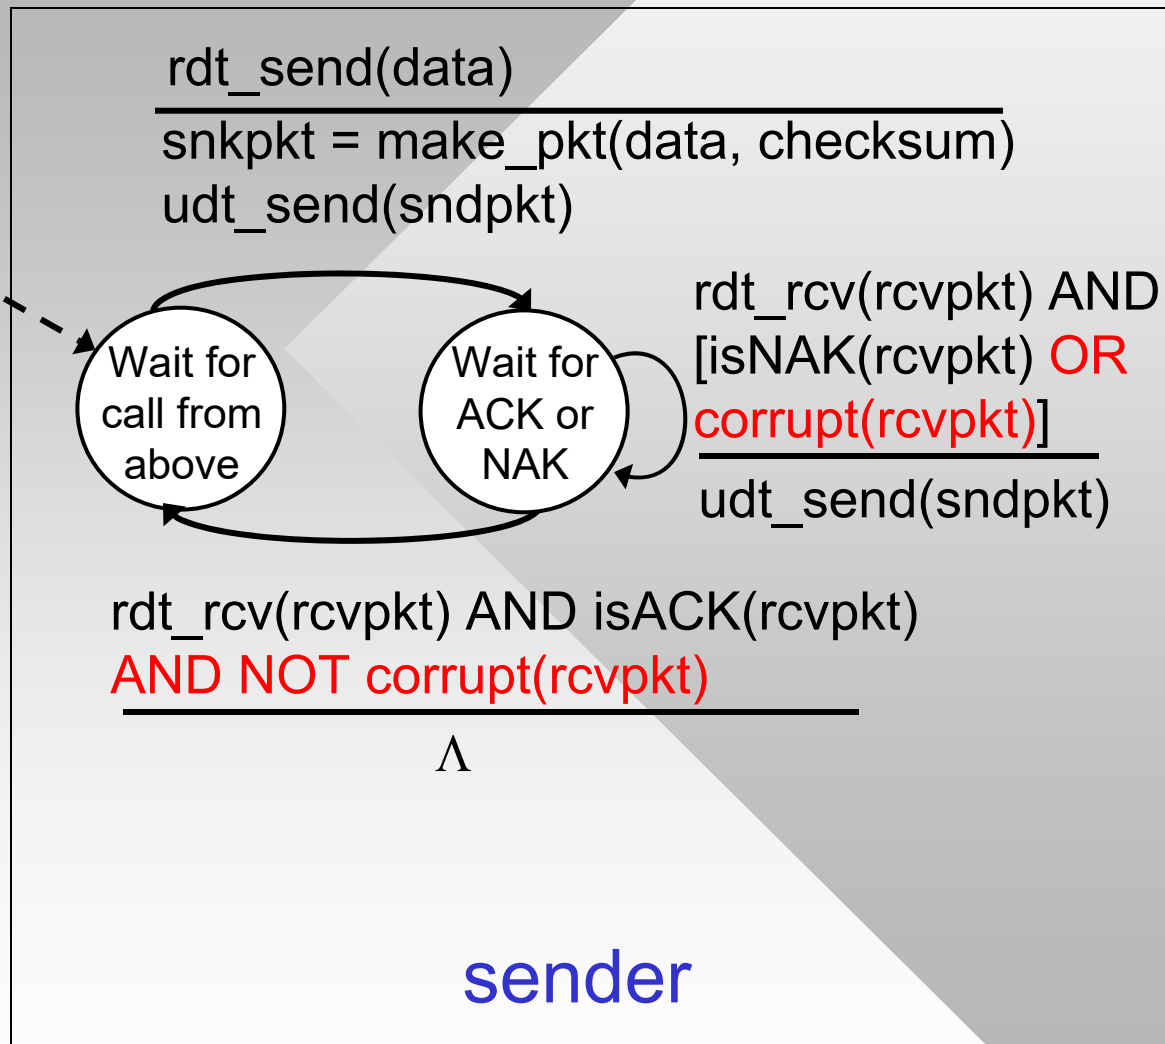 rdt_send(data)
snkpkt = make_pkt(data, checksum)
udt_send(sndpkt)
Wait for
call from
above
Wait for
ACK or
NAK
rdt_rcv(rcvpkt) AND
[isNAK(rcvpkt) OR
corrupt(rcvpkt)]
udt_send(sndpkt)
rdt_rcv(rcvpkt) AND isACK(rcvpkt)
AND NOT corrupt(rcvpkt)
Λ
sender